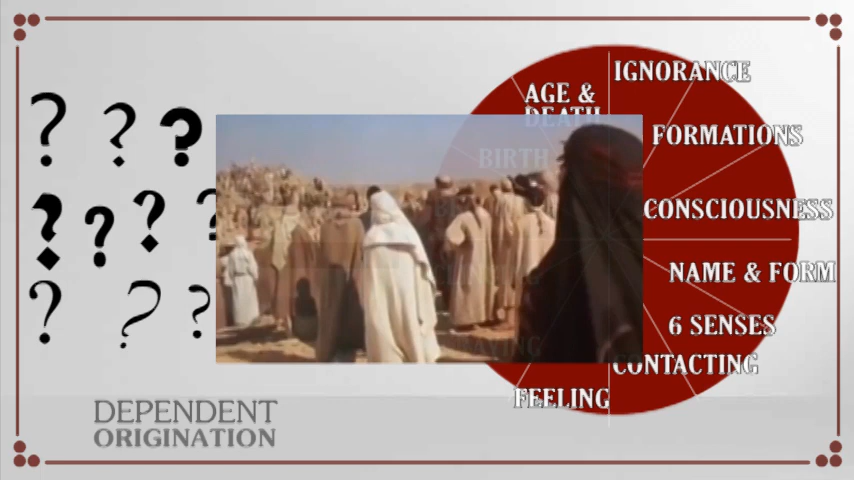 ? ? ?
? ? ? ?
? ? ?
IGNORANCE
AGE &
DEATH
FORMATIONS
BIRTH
CONSCIOUSNESS
NAME & FORM
6 SENSES
CONTACTING
FEELING
DEPENDENT
ORIGINATION